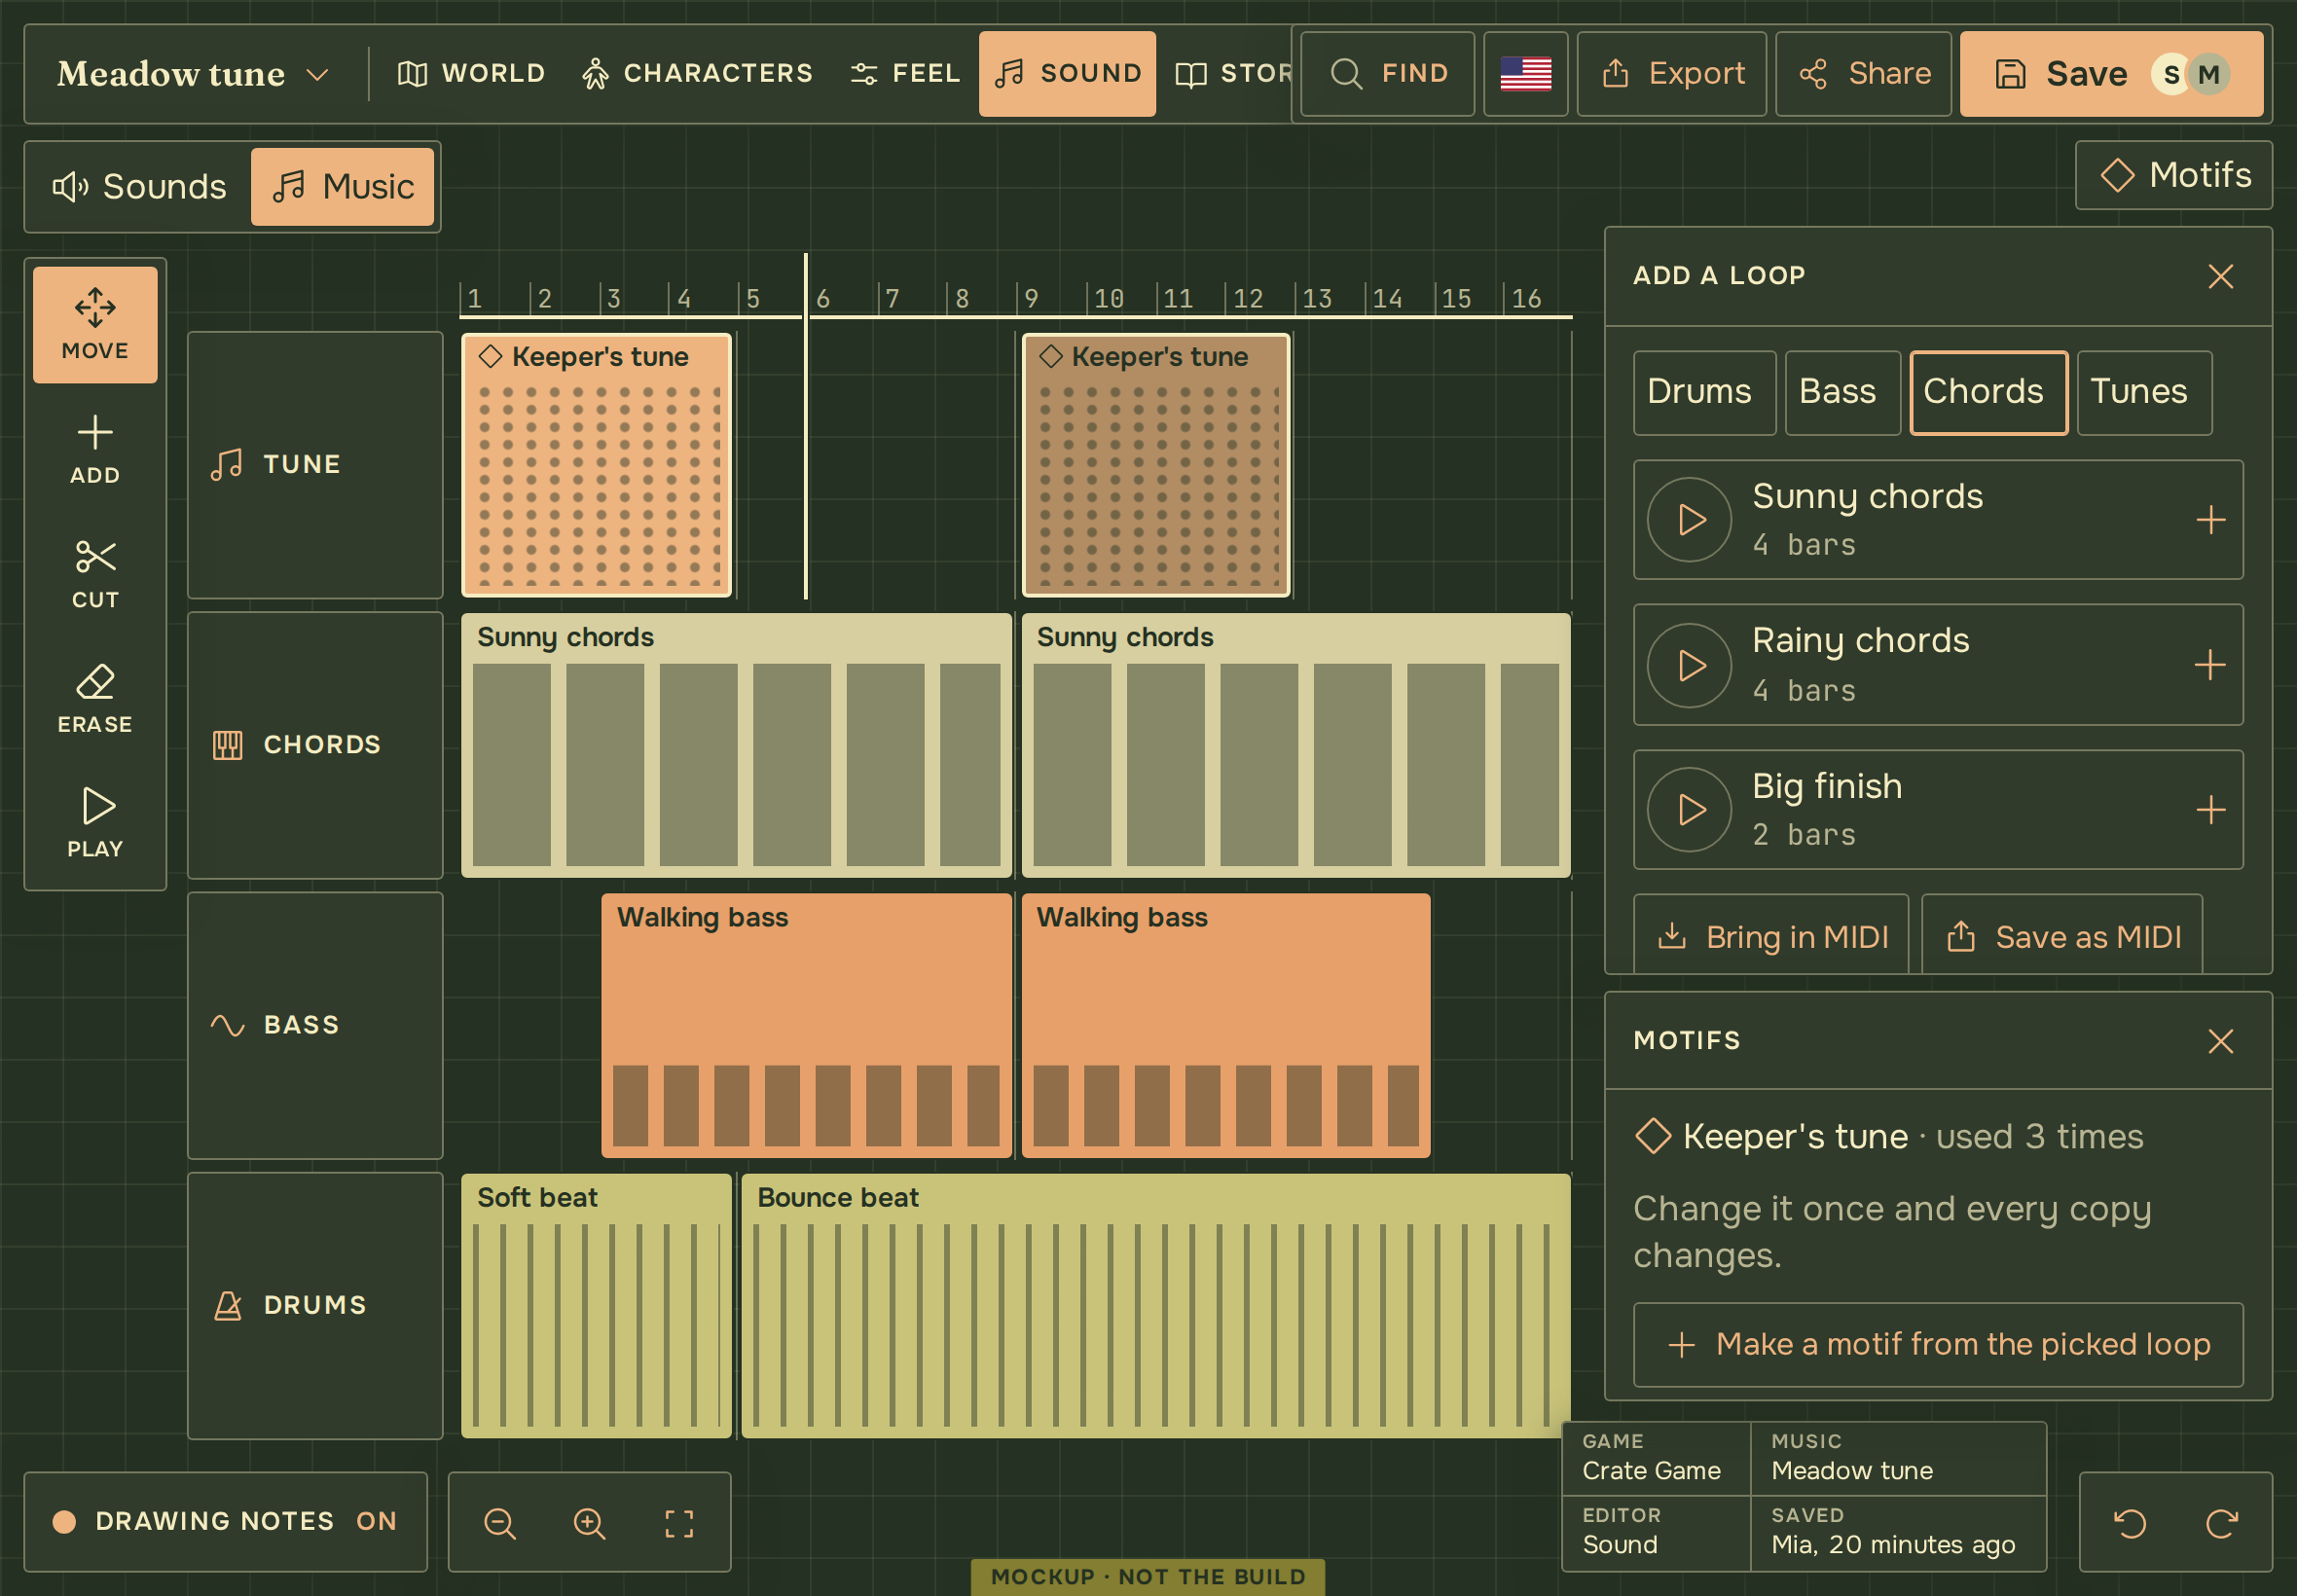 Meadow tune
WORLD
CHARACTERS
FEEL
SOUND
STOR
FIND
Export
Share
Save
S
M
Sounds
Music
Motifs
MOVE
ADD
CUT
ERASE
PLAY
1 2 3 4 5 6 7 8 9 10 11 12 13 14 15 16
TUNE
Keeper's tune
Keeper's tune
CHORDS
Sunny chords
Sunny chords
BASS
Walking bass
Walking bass
DRUMS
Soft beat
Bounce beat
ADD A LOOP
Drums
Bass
Chords
Tunes
Sunny chords
4 bars
Rainy chords
4 bars
Big finish
2 bars
Bring in MIDI
Save as MIDI
MOTIFS
Keeper's tune · used 3 times
Change it once and every copy
changes.
Make a motif from the picked loop
DRAWING NOTES ON
GAME
Crate Game
MUSIC
Meadow tune
EDITOR
Sound
SAVED
Mia, 20 minutes ago
MOCKUP · NOT THE BUILD